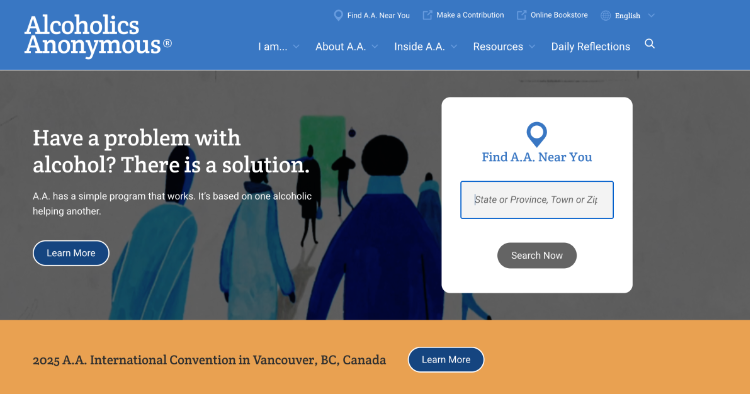 Alcoholics
Anonymous®
Find A.A. Near You
Make a Contribution
Online Bookstore
English
I am...
About A.A.
Inside A.A.
Resources
Daily Reflections
Have a problem with
alcohol? There is a solution.
A.A. has a simple program that works. It's based on one alcoholic
helping another.
Learn More
Find A.A. Near You
State or Province, Town or Zip
Search Now
2025 A.A. International Convention in Vancouver, BC, Canada
Learn More